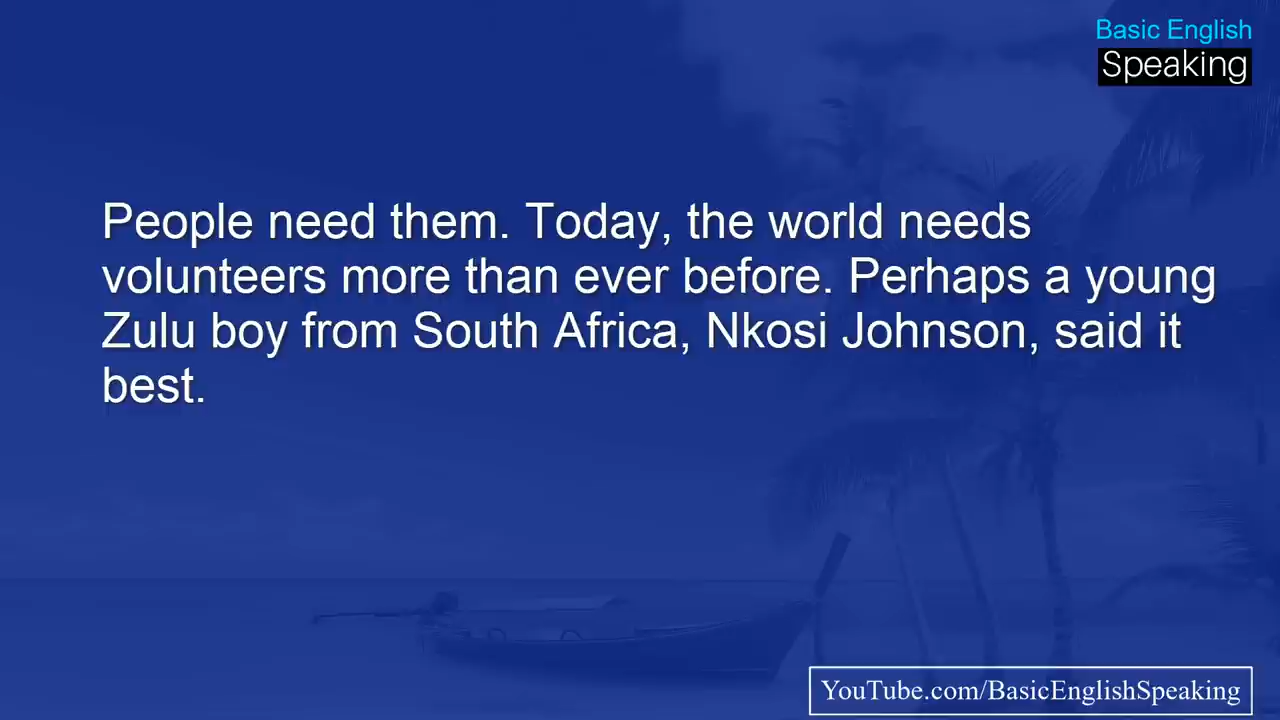 Basic English
Speaking
People need them. Today, the world needs
volunteers more than ever before. Perhaps a young
Zulu boy from South Africa, Nkosi Johnson, said it
best.
YouTube.com/BasicEnglishSpeaking